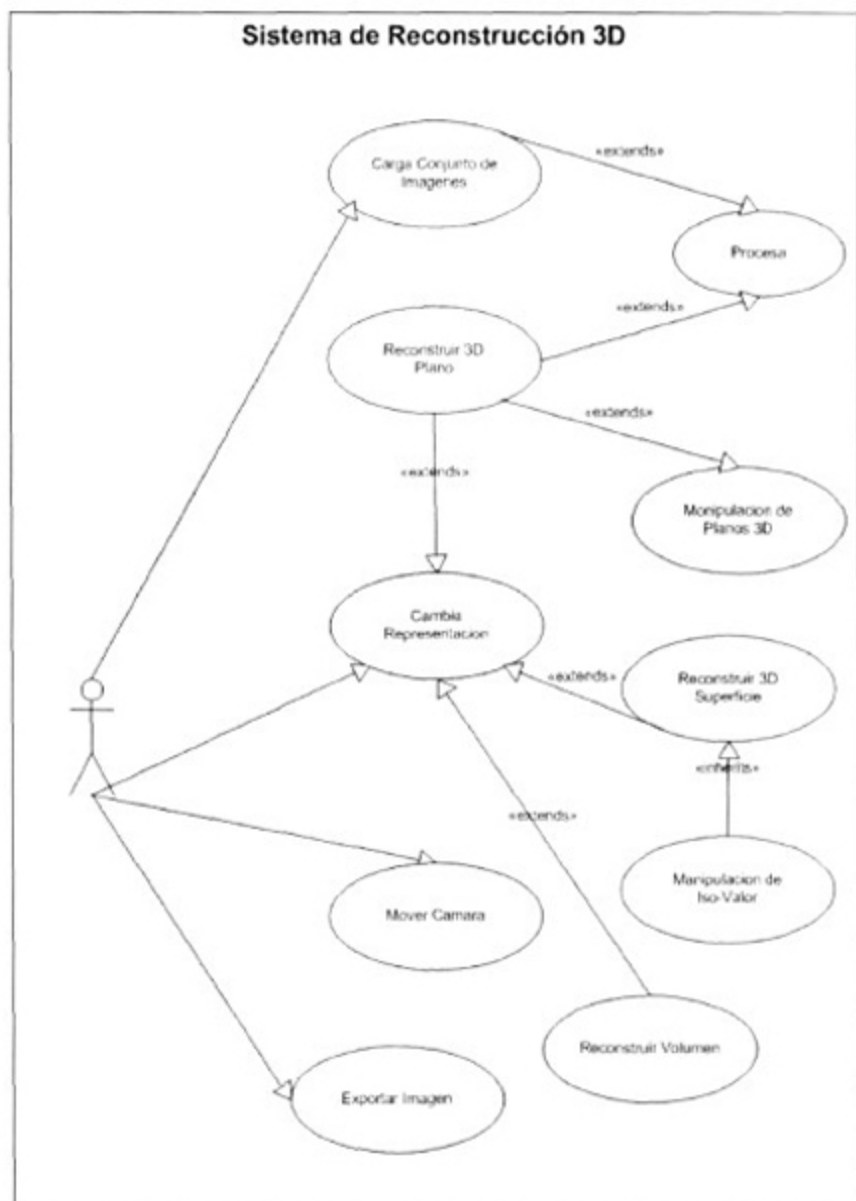 Sistema de Reconstrucción 3D
Carga Conjunto de
Imagenes
«extends»
Procesa
«extends»
Reconstruir 3D
Plano
«extends»
«extends»
Monipulacion de
Planos 3D
Cambia
Representacion
«extends»
Reconstruir 3D
Superficie
«inherits»
«extends»
Manipulacion de
Iso-Valor
Mover Camara
Reconstruir Volumen
Exportar Imagen